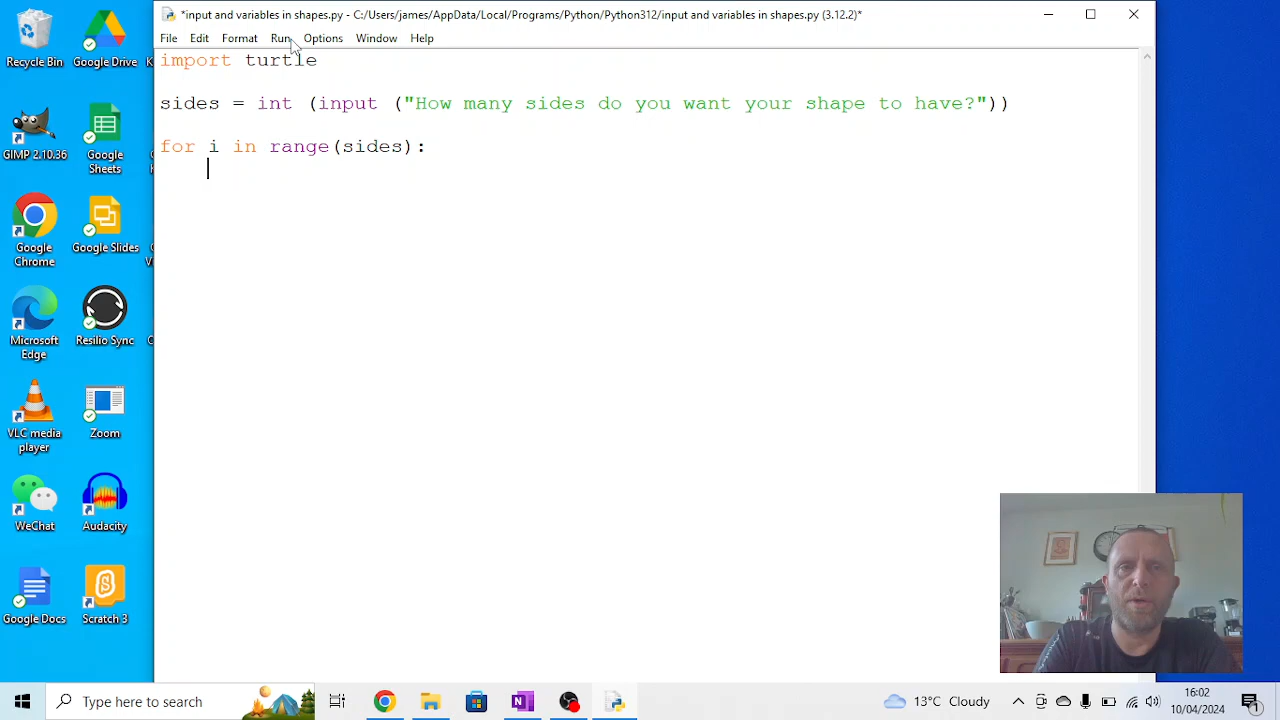 *input and variables in shapes.py - C:/Users/james/AppData/Local/Programs/Python/Python312/input and variables in shapes.py (3.12.2)*
File Edit Format Run Options Window Help
import turtle
sides = int (input ("How many sides do you want your shape to have?"))
for i in range(sides):
Recycle Bin
Google Drive
GIMP 2.10.36
Google
Sheets
Google
Chrome
Google Slides
Microsoft
Edge
Resilio Sync
VLC media
player
Zoom
WeChat
Audacity
Google Docs
Scratch 3
Type here to search
13°C Cloudy
16:02
10/04/2024